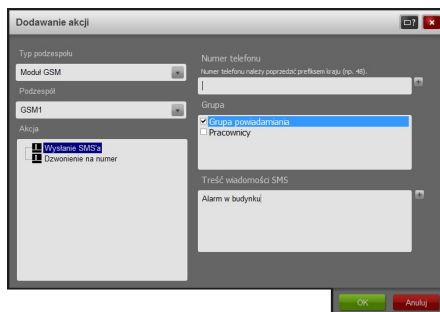 Dodawanie akcji
?
Typ podzespołu
Moduł GSM
Podzespół
GSM1
Akcja
Wysłanie SMS'a
Dzwonienie na numer
Numer telefonu
Numer telefonu należy poprzedzać prefiksem kraju (np. 48).
Grupa
Grupa powiadamiania
Pracownicy
Treść wiadomości SMS
Alarm w budynku
OK
Anuluj